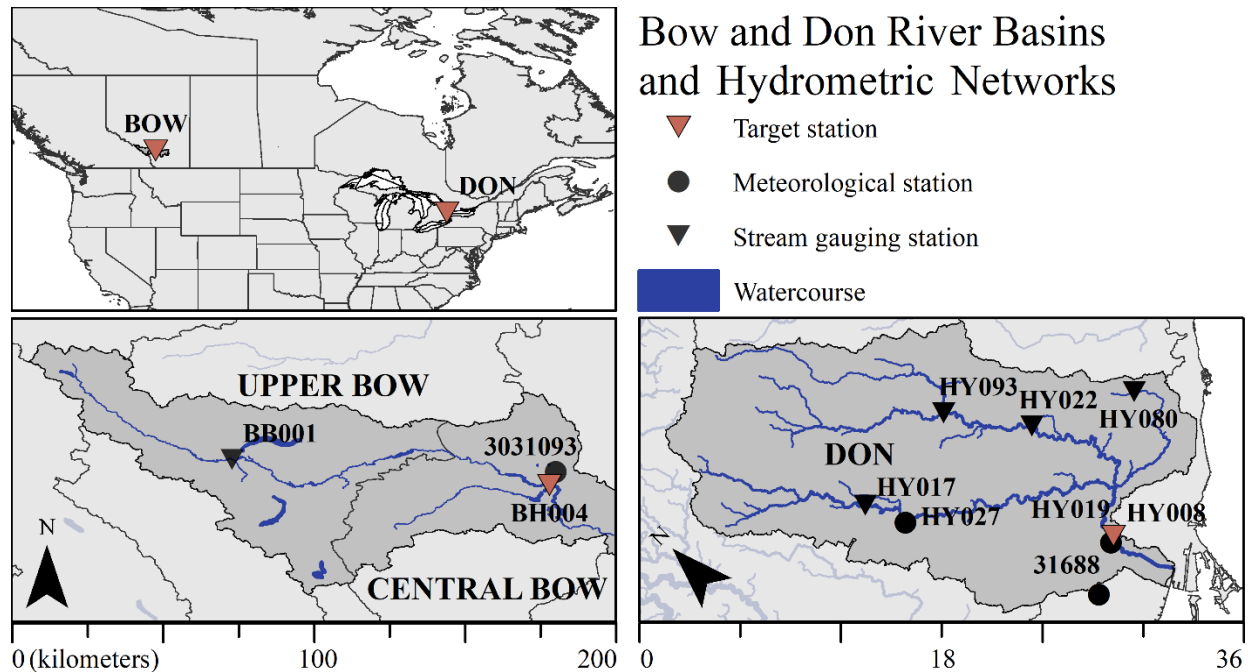 Bow and Don River Basins
and Hydrometric Networks
Target station
Meteorological station
Stream gauging station
Watercourse
BOW
DON
UPPER BOW
BB001
3031093
BH004
CENTRAL BOW
N
0 (kilometers) 100 200
HY093
HY022
HY080
DON
HY017
HY027
HY019
HY008
31688
N
0 18 36